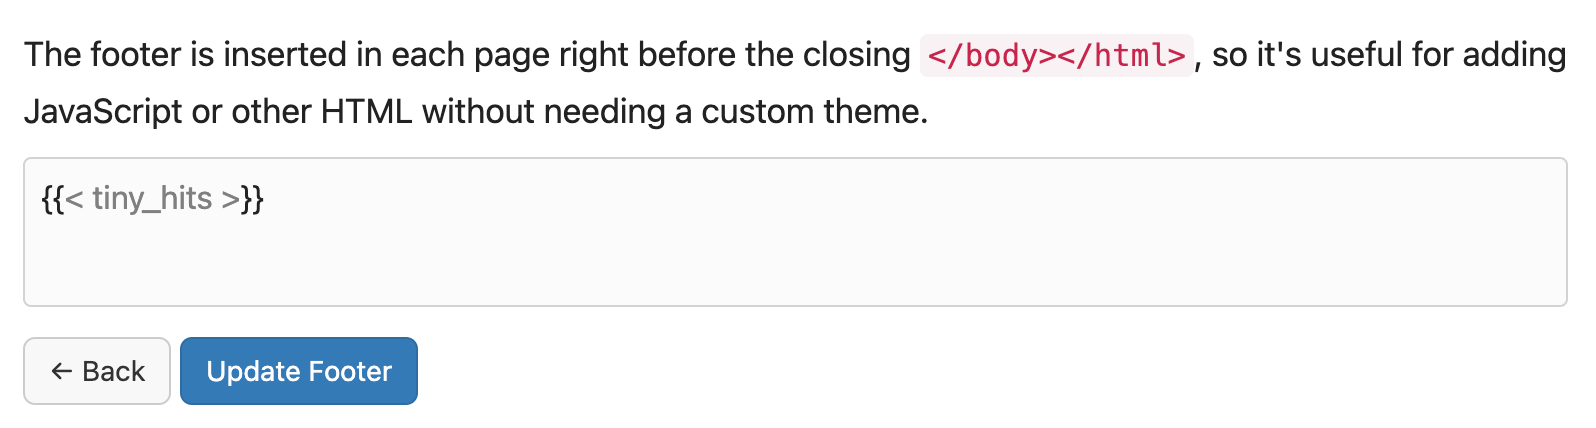 The footer is inserted in each page right before the closing </body></html>, so it's useful for adding
JavaScript or other HTML without needing a custom theme.
{{< tiny_hits >}}
← Back
Update Footer